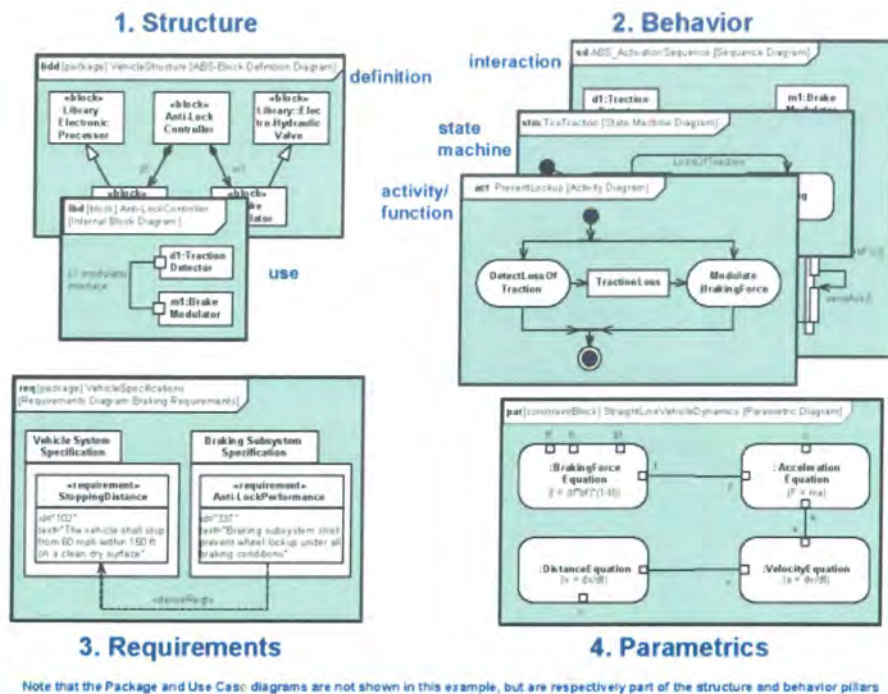 1. Structure
bdd [package] VehicleStructure [ABS-Block Definition Diagram]
definition
«block»
Library
Electronic
Processor
«block»
Anti-Lock
Controller
«block»
Library::Elec
tro-Hydraulic
Valve
«block»
ibd [block] Anti-LockController
[Internal Block Diagram]
use
d1:Traction
Detector
m1:Brake
Modulator
2. Behavior
interaction
sd ABS_ActivationSequence [Sequence Diagram]
d1:Traction
m1:Brake
state
machine
stm TireTraction [State Machine Diagram]
LossOfTraction
activity/
function
act PreventLockup [Activity Diagram]
DetectLossOf
Traction
TractionLoss
Modulate
BrakingForce
req [package] VehicleSpecifications
[Requirements Diagram-Braking Requirements]
Vehicle System
Specification
Braking Subsystem
Specification
«requirement»
StoppingDistance
id="102"
text="The vehicle shall stop
from 60 mph within 150 ft
on a clean dry surface"
«requirement»
Anti-LockPerformance
id="337"
text="Braking subsystem shall
prevent wheel lockup under all
braking conditions"
«deriveReqt»
3. Requirements
par [constraintBlock] StraightLineVehicleDynamics [Parametric Diagram]
:BrakingForce
Equation
:Acceleration
Equation
(F = ma)
:DistanceEquation
(v = dx/dt)
:VelocityEquation
(a = dv/dt)
4. Parametrics
Note that the Package and Use Case diagrams are not shown in this example, but are respectively part of the structure and behavior pillars